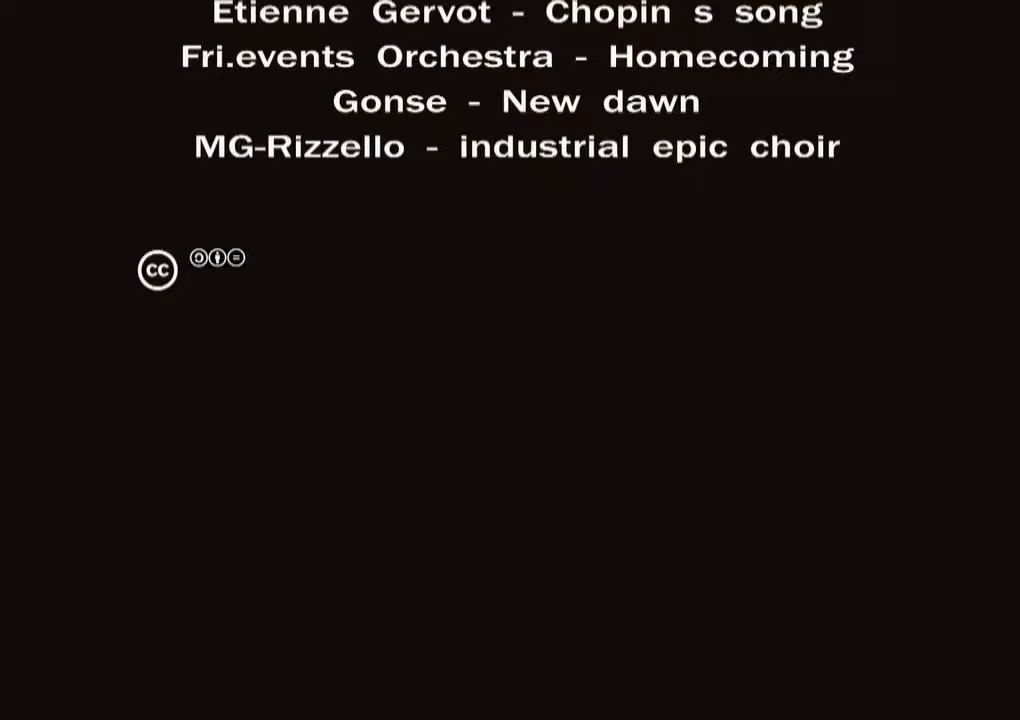 Etienne Gervot - Chopin s song
Fri.events Orchestra - Homecoming
Gonse - New dawn
MG-Rizzello - industrial epic choir
cc